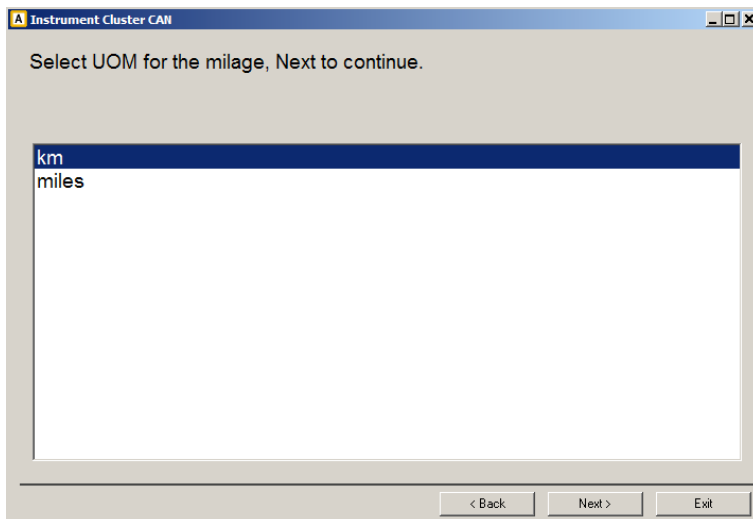 A Instrument Cluster CAN
Select UOM for the milage, Next to continue.
km
miles
< Back Next > Exit